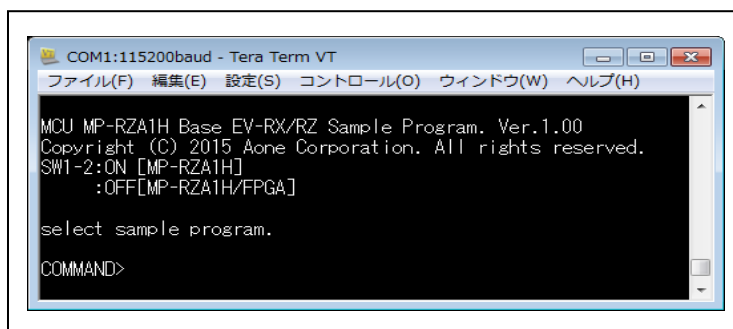 COM1:115200baud - Tera Term VT
ファイル(F) 編集(E) 設定(S) コントロール(O) ウィンドウ(W) ヘルプ(H)
MCU MP-RZA1H Base EV-RX/RZ Sample Program. Ver.1.00
Copyright (C) 2015 Aone Corporation. All rights reserved.
SW1-2:ON [MP-RZA1H]
:OFF[MP-RZA1H/FPGA]
select sample program.
COMMAND>